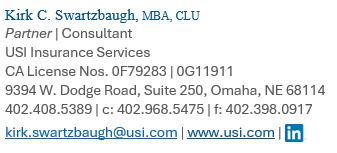 Kirk C. Swartzbaugh, MBA, CLU
Partner | Consultant
USI Insurance Services
CA License Nos. 0F79283 | 0G11911
9394 W. Dodge Road, Suite 250, Omaha, NE 68114
402.408.5389 | c: 402.968.5475 | f: 402.398.0917
kirk.swartzbaugh@usi.com | www.usi.com | in